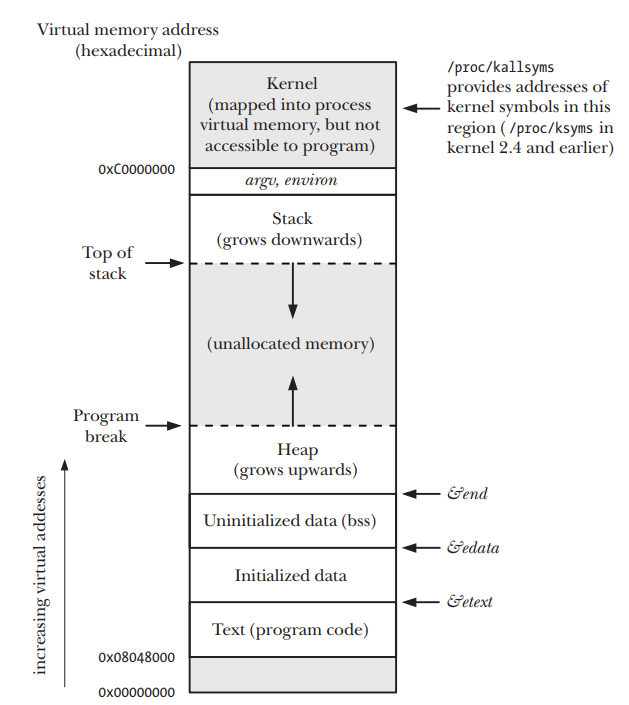 Virtual memory address
(hexadecimal)
/proc/kallsyms
provides addresses of
kernel symbols in this
region (/proc/ksyms in
kernel 2.4 and earlier)
Kernel
(mapped into process
virtual memory, but not
accessible to program)
0xC0000000
argv, environ
Stack
(grows downwards)
Top of
stack
(unallocated memory)
Program
break
Heap
(grows upwards)
&end
Uninitialized data (bss)
&edata
Initialized data
&etext
Text (program code)
0x08048000
0x00000000
increasing virtual addesses